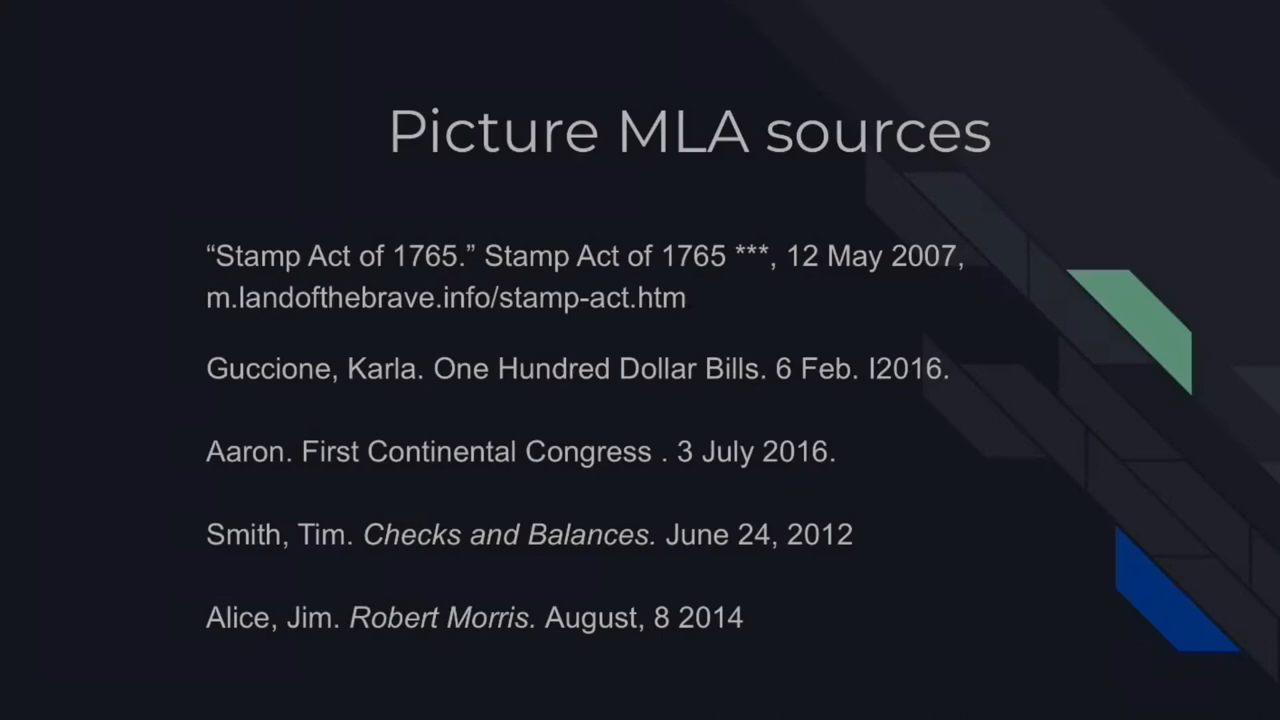 Picture MLA sources
“Stamp Act of 1765.” Stamp Act of 1765 ***, 12 May 2007,
m.landofthebrave.info/stamp-act.htm
Guccione, Karla. One Hundred Dollar Bills. 6 Feb. I2016.
Aaron. First Continental Congress . 3 July 2016.
Smith, Tim. Checks and Balances. June 24, 2012
Alice, Jim. Robert Morris. August, 8 2014